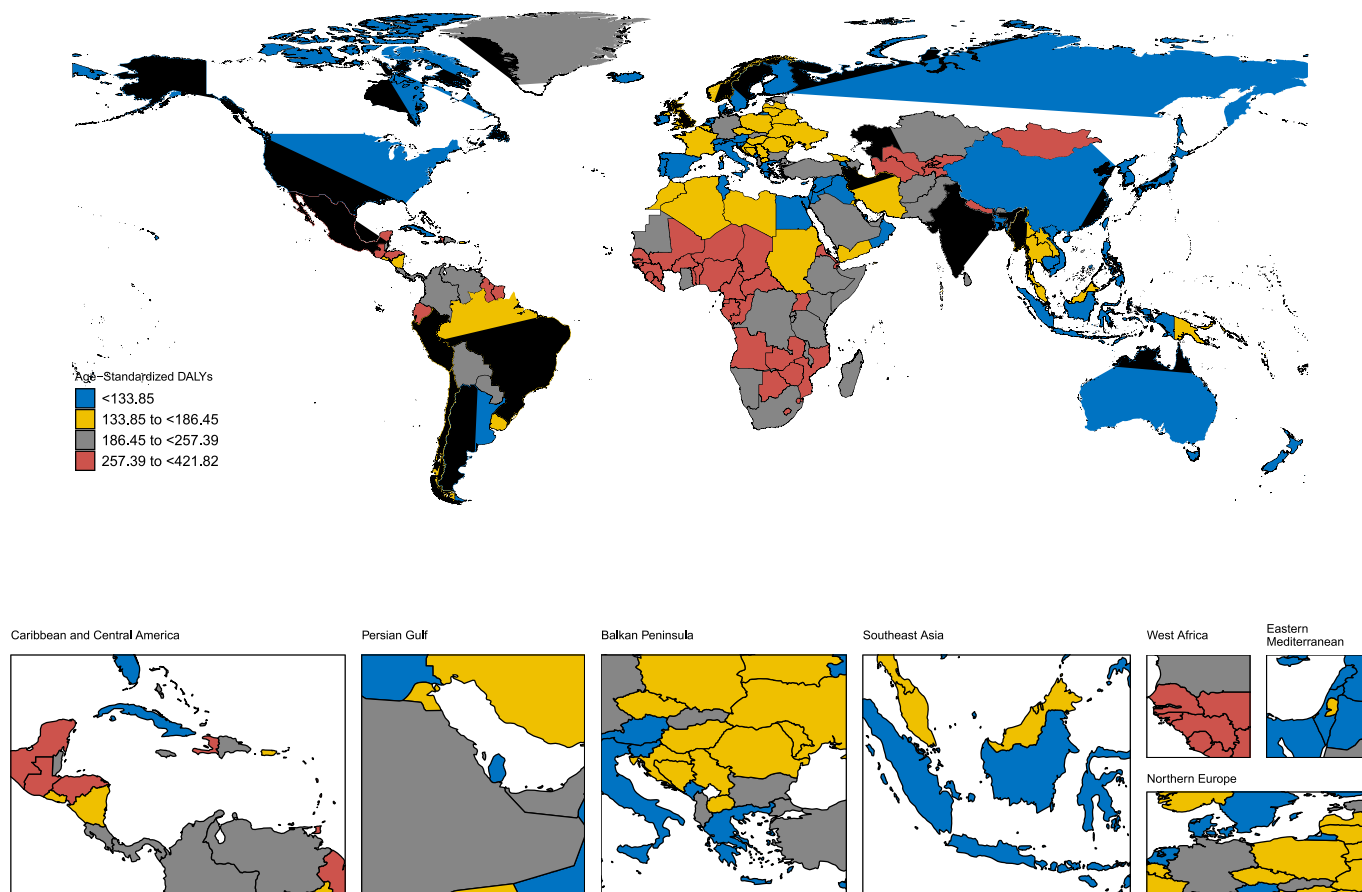 Age−Standardized DALYs
<133.85
133.85 to <186.45
186.45 to <257.39
257.39 to <421.82
Caribbean and Central America
Persian Gulf
Balkan Peninsula
Southeast Asia
West Africa
Eastern
Mediterranean
Northern Europe